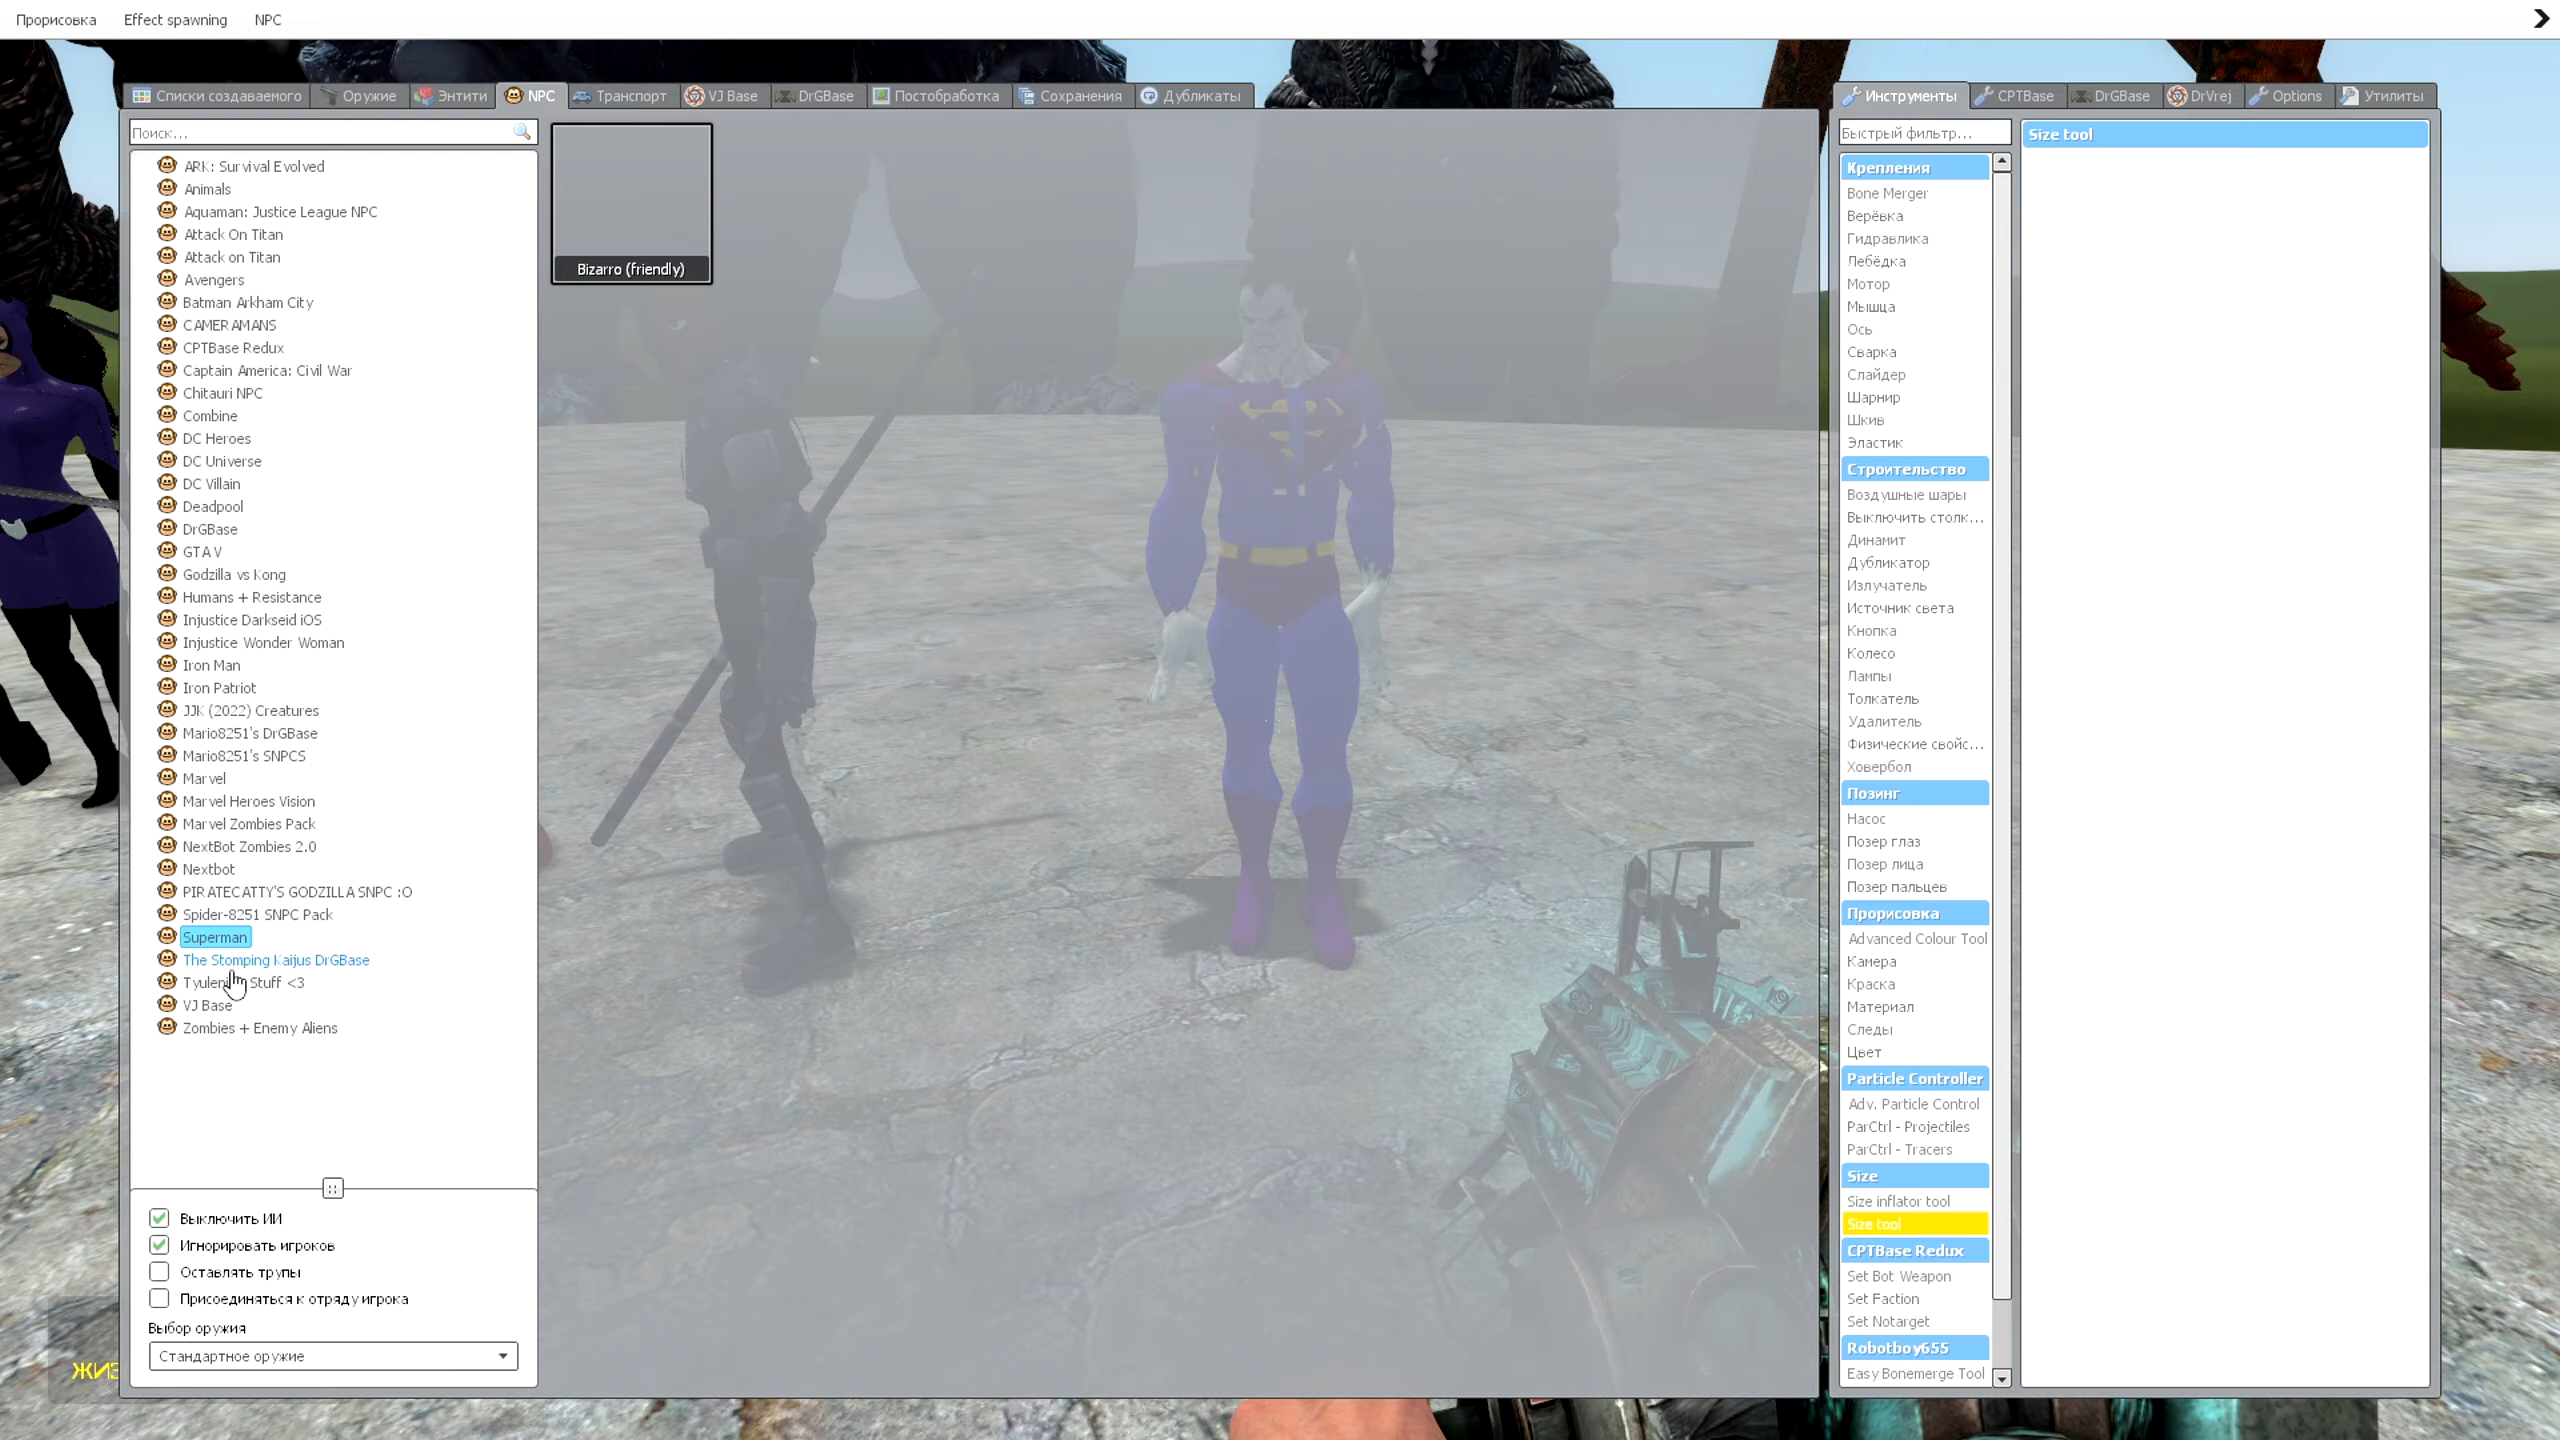 Прорисовка Effect spawning NPC
Списки создаваемого Оружие Энтити NPC Транспорт VJ Base DrGBase Постобработка Сохранения Дубликаты
Поиск...
ARK: Survival Evolved
Animals
Aquaman: Justice League NPC
Attack On Titan
Attack on Titan
Avengers
Batman Arkham City
CAMERAMANS
CPTBase Redux
Captain America: Civil War
Chitauri NPC
Combine
DC Heroes
DC Universe
DC Villain
Deadpool
DrGBase
GTA V
Godzilla vs Kong
Humans + Resistance
Injustice Darkseid iOS
Injustice Wonder Woman
Iron Man
Iron Patriot
JJK (2022) Creatures
Mario8251's DrGBase
Mario8251's SNPCS
Marvel
Marvel Heroes Vision
Marvel Zombies Pack
NextBot Zombies 2.0
Nextbot
PIRATECATTY'S GODZILLA SNPC :O
Spider-8251 SNPC Pack
Superman
The Stomping Kaijus DrGBase
Stuff <3
VJ Base
Zombies + Enemy Aliens
Выключить ИИ
Игнорировать игроков
Оставлять трупы
Присоединяться к отряду игрока
Выбор оружия
Стандартное оружие
Bizarro (friendly)
Инструменты CPTBase DrGBase DrVrej Options Утилиты
Быстрый фильтр...
Крепления
Bone Merger
Верёвка
Гидравлика
Лебёдка
Мотор
Мышца
Ось
Сварка
Слайдер
Шарнир
Шкив
Эластик
Строительство
Воздушные шары
Выключить столк...
Динамит
Дубликатор
Излучатель
Источник света
Кнопка
Колесо
Лампы
Толкатель
Удалитель
Физические свойс...
Ховербол
Позинг
Насос
Позер глаз
Позер лица
Позер пальцев
Прорисовка
Advanced Colour Tool
Камера
Краска
Материал
Следы
Цвет
Particle Controller
Adv. Particle Control
ParCtrl - Projectiles
ParCtrl - Tracers
Size
Size inflator tool
Size tool
CPTBase Redux
Set Bot Weapon
Set Faction
Set Notarget
Robotboy655
Easy Bonemerge Tool
Size tool